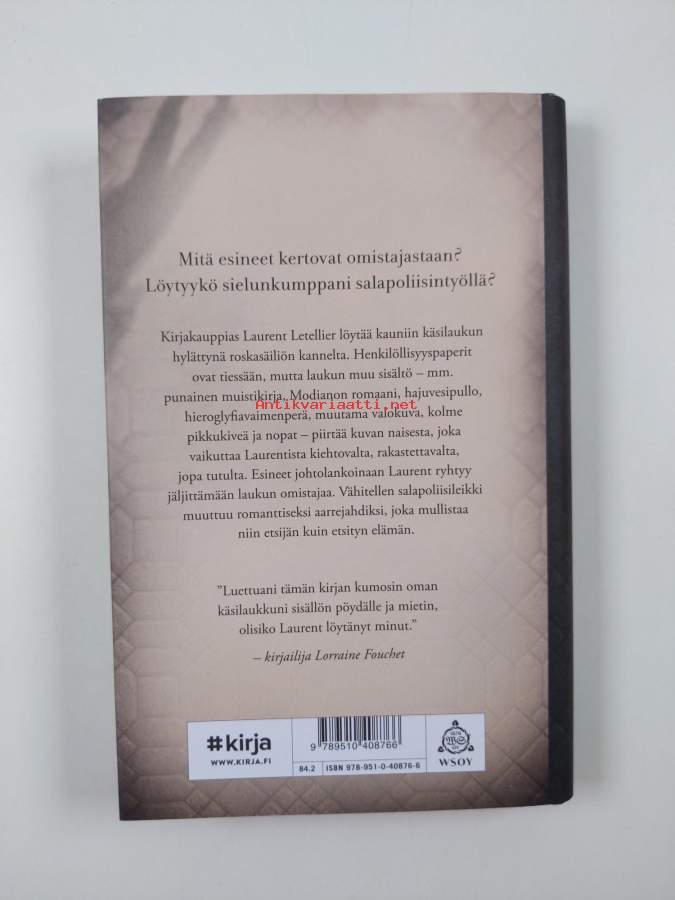 Mitä esineet kertovat omistajastaan?
Löytyykö sielunkumppani salapoliisintyöllä?
Kirjakauppias Laurent Letellier löytää kauniin käsilaukun
hylättynä roskasäiliön kannelta. Henkilöllisyyspaperit
ovat tiessään, mutta laukun muu sisältö – mm.
punainen muistikirja, Modianon romaani, hajuvesipullo,
Antikvariaatti.net
hieroglyfiavaimenperä, muutama valokuva, kolme
pikkukiveä ja nopat – piirtää kuvan naisesta, joka
vaikuttaa Laurentista kiehtovalta, rakastettavalta,
jopa tutulta. Esineet johtolankoinaan Laurent ryhtyy
jäljittämään laukun omistajaa. Vähitellen salapoliisileikki
muuttuu romanttiseksi aarrejahdiksi, joka mullistaa
niin etsijän kuin etsityn elämän.
”Luettuani tämän kirjan kumosin oman
käsilaukkuni sisällön pöydälle ja mietin,
olisiko Laurent löytänyt minut.”
– kirjailija Lorraine Fouchet
#kirja
WWW.KIRJA.FI
9 789510 408766
84.2 ISBN 978-951-0-40876-6
WSOY